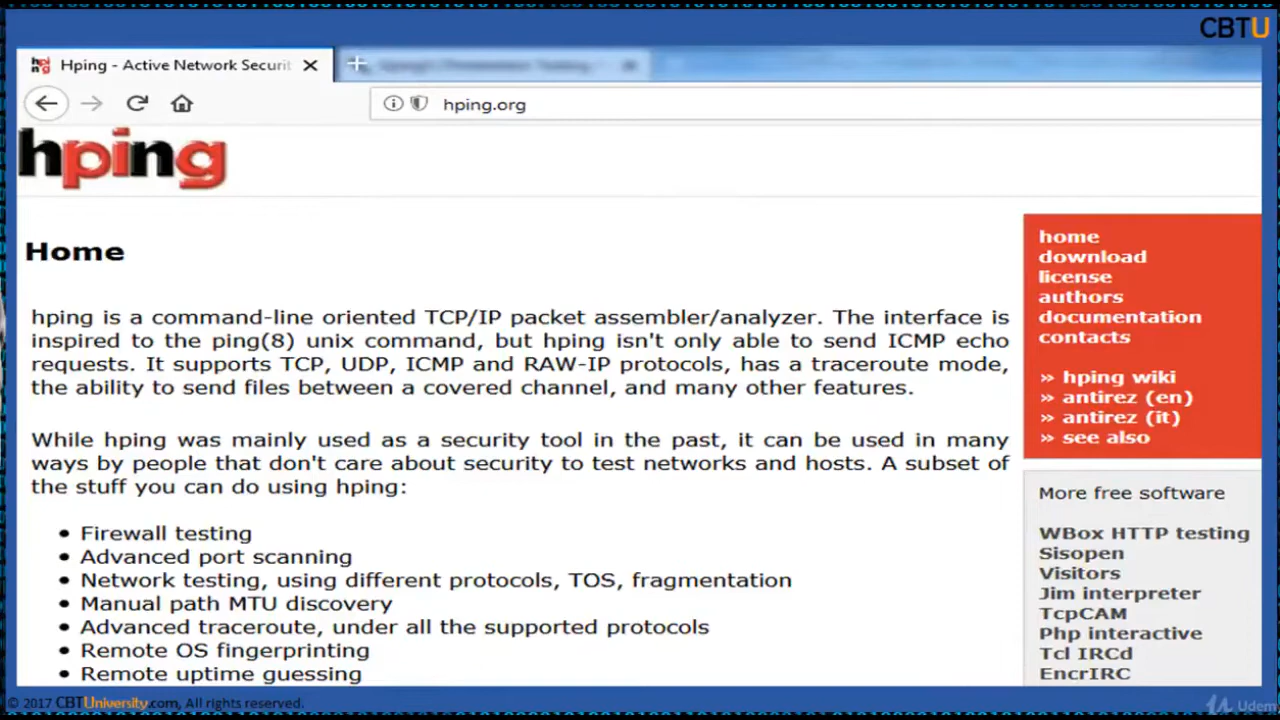 CBTU
Hping - Active Network Securit
hping.org
hping
Home
hping is a command-line oriented TCP/IP packet assembler/analyzer. The interface is
inspired to the ping(8) unix command, but hping isn't only able to send ICMP echo
requests. It supports TCP, UDP, ICMP and RAW-IP protocols, has a traceroute mode,
the ability to send files between a covered channel, and many other features.
While hping was mainly used as a security tool in the past, it can be used in many
ways by people that don't care about security to test networks and hosts. A subset of
the stuff you can do using hping:
• Firewall testing
• Advanced port scanning
• Network testing, using different protocols, TOS, fragmentation
• Manual path MTU discovery
• Advanced traceroute, under all the supported protocols
• Remote OS fingerprinting
• Remote uptime guessing
home
download
license
authors
documentation
contacts
» hping wiki
» antirez (en)
» antirez (it)
» see also
More free software
WBox HTTP testing
Sisopen
Visitors
Jim interpreter
TcpCAM
Php interactive
Tcl IRCd
EncrIRC
© 2017 CBTUniversity.com, All rights reserved.
Udemy